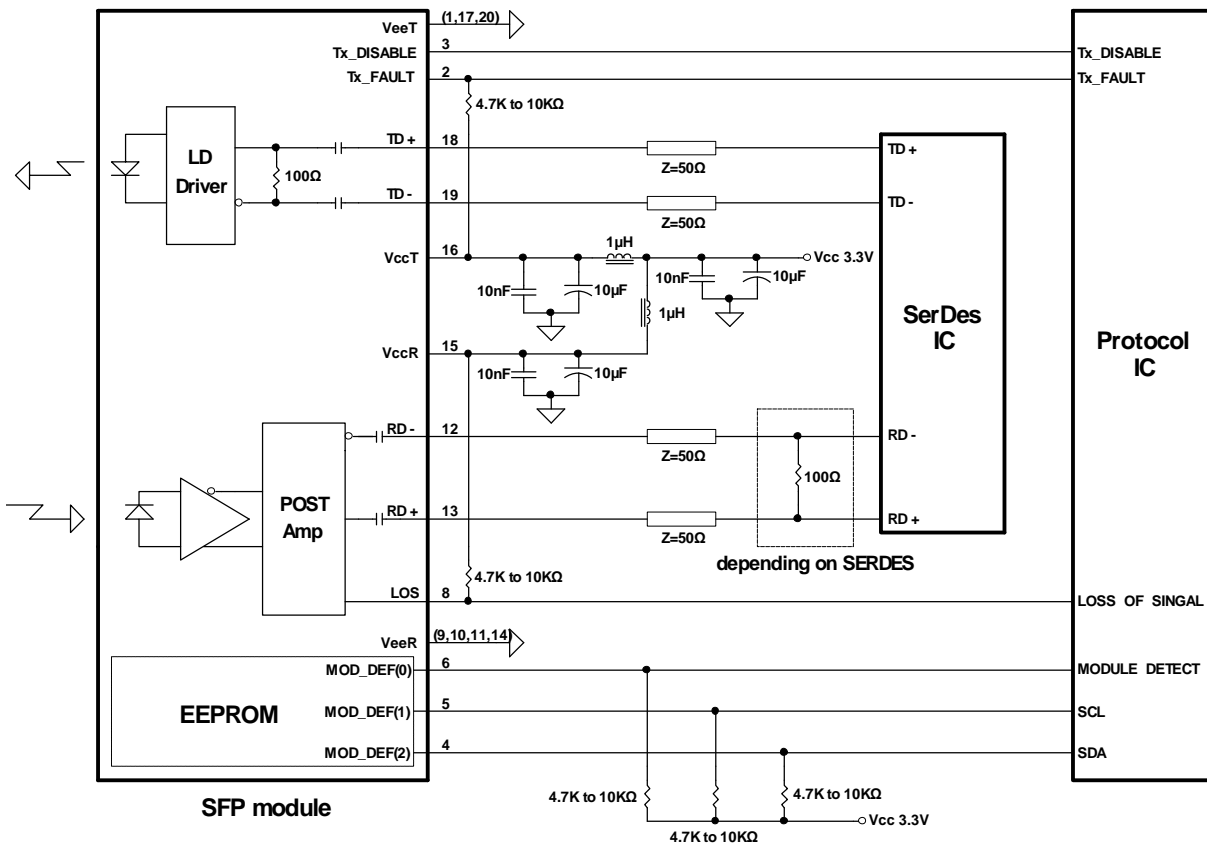 VeeT (1,17,20)
Tx_DISABLE 3 Tx_DISABLE
Tx_FAULT 2 Tx_FAULT
4.7K to 10KΩ
LD
Driver
100Ω
TD+ 18 Z=50Ω TD+
TD- 19 Z=50Ω TD-
VccT 16 1µH Vcc 3.3V
10nF 10µF 10nF 10µF
1µH
SerDes
IC
Protocol
IC
VccR 15
10nF 10µF
RD- 12 Z=50Ω RD-
100Ω
POST
Amp
RD+ 13 Z=50Ω RD+
depending on SERDES
4.7K to 10KΩ
LOS 8 LOSS OF SINGAL
VeeR (9,10,11,14)
EEPROM
MOD_DEF(0) 6 MODULE DETECT
MOD_DEF(1) 5 SCL
MOD_DEF(2) 4 SDA
SFP module
4.7K to 10KΩ 4.7K to 10KΩ
Vcc 3.3V
4.7K to 10KΩ